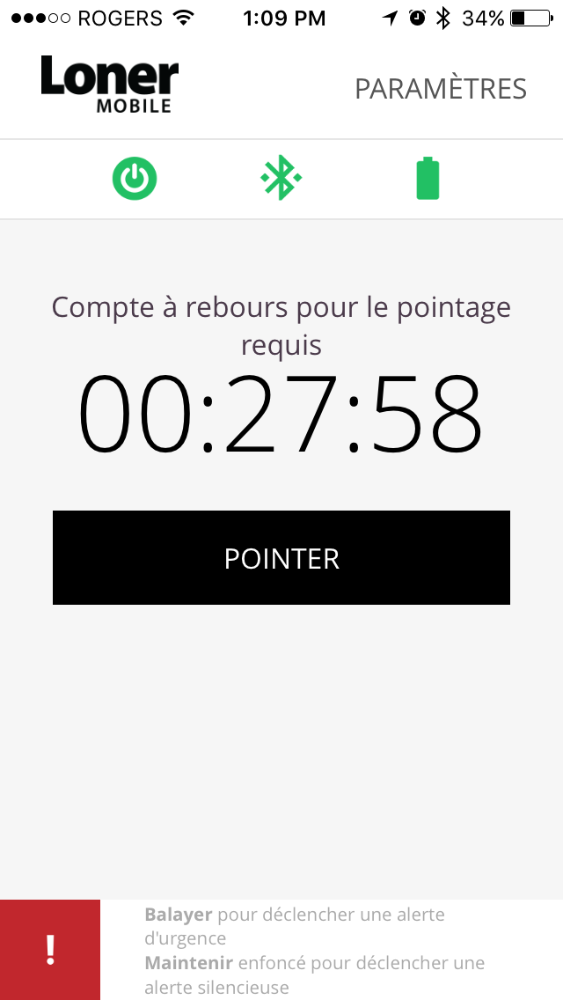 ROGERS 1:09 PM 34%
Loner
MOBILE
PARAMÈTRES
Compte à rebours pour le pointage
requis
00:27:58
POINTER
!
Balayer pour déclencher une alerte
d'urgence
Maintenir enfoncé pour déclencher une
alerte silencieuse